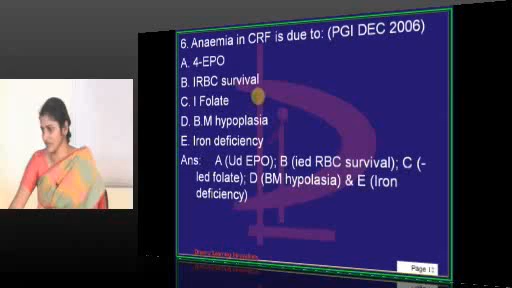 6. Anaemia in CRF is due to: (PGI DEC 2006)
A. 4-EPO
B. IRBC survival
C. I Folate
D. B.M hypoplasia
E. Iron deficiency
Ans: A (Ud EPO); B (ied RBC survival); C (-
led folate); D (BM hypolasia) & E (Iron
deficiency)
Page 1